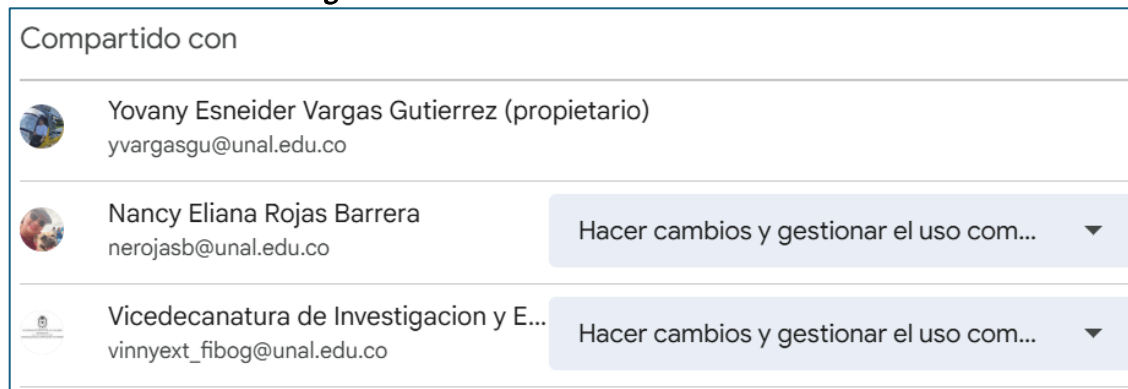 Compartido con
Yovany Esneider Vargas Gutierrez (propietario)
yvargasgu@unal.edu.co
Nancy Eliana Rojas Barrera
nerojasb@unal.edu.co
Hacer cambios y gestionar el uso com...
Vicedecanatura de Investigacion y E...
vinnyext_fibog@unal.edu.co
Hacer cambios y gestionar el uso com...